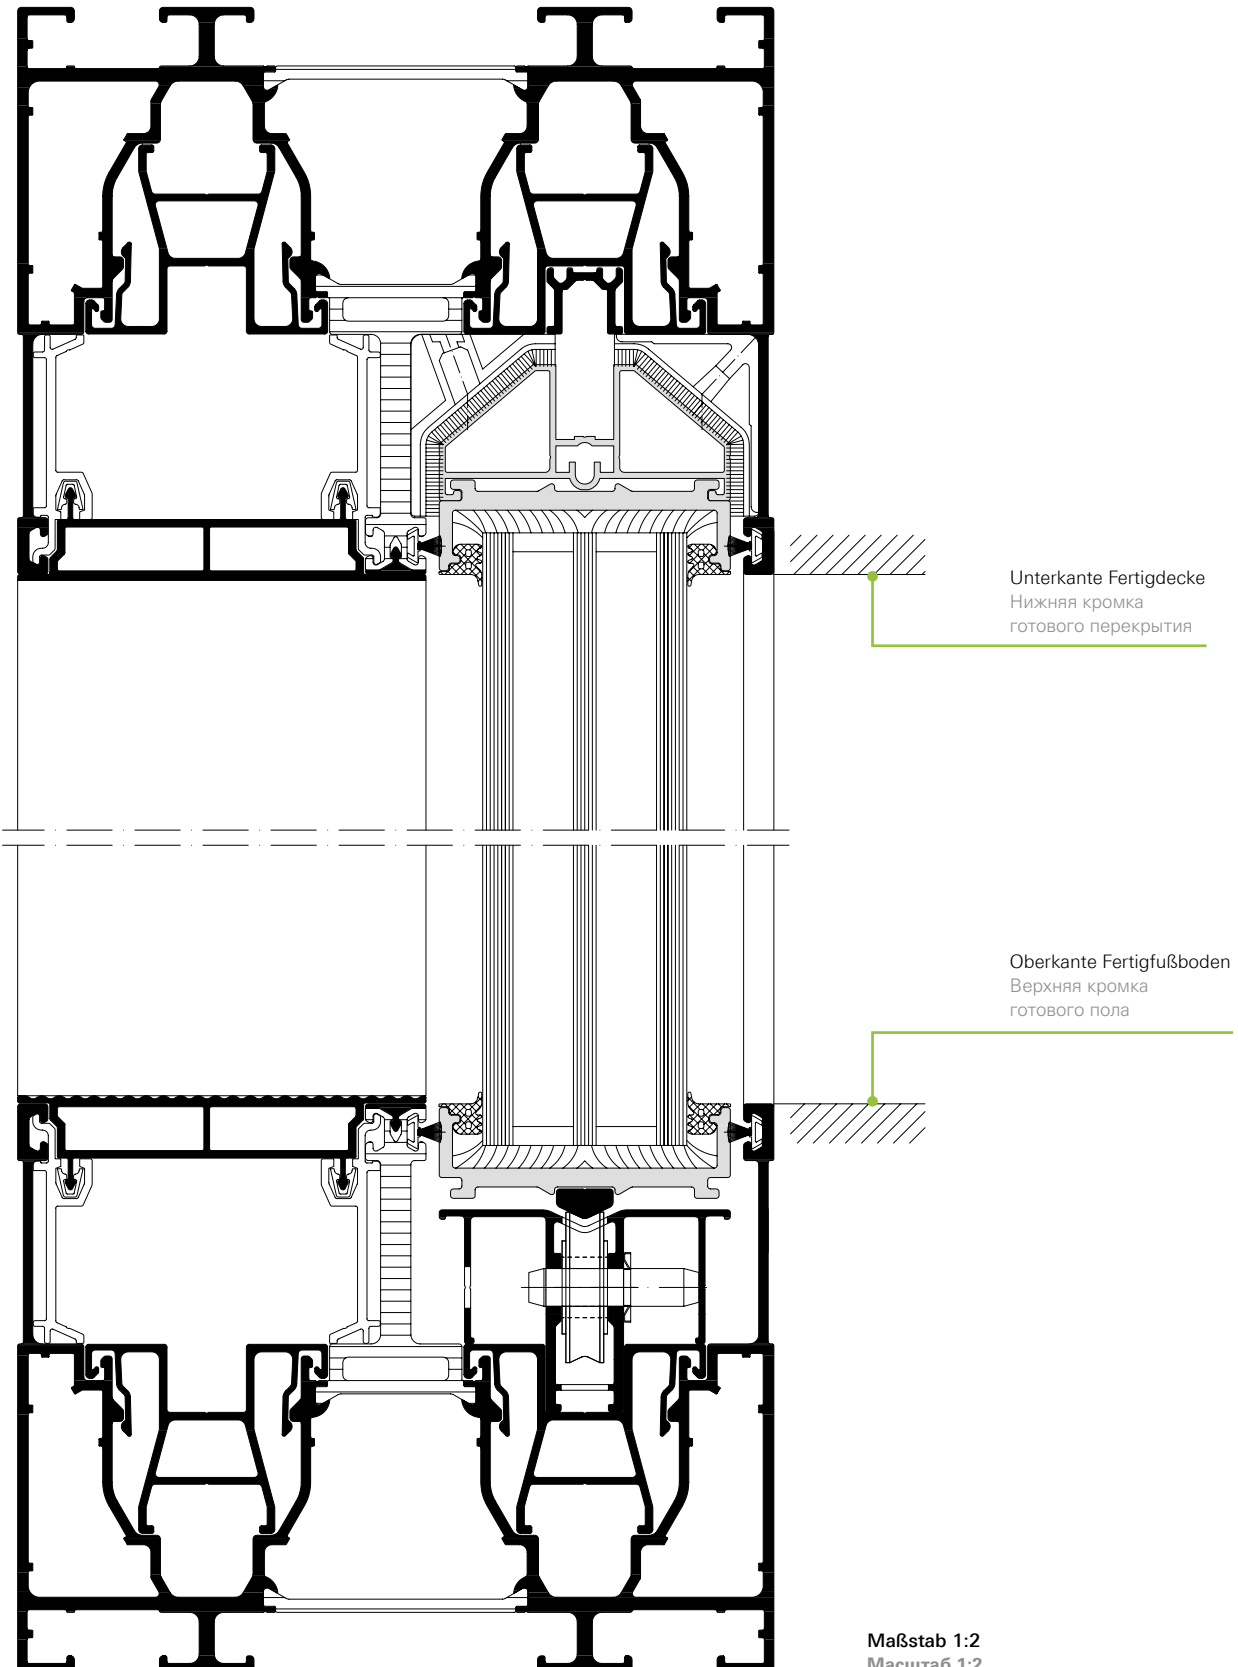 Unterkante Fertigdecke
Нижняя кромка
готового перекрытия
Oberkante Fertigfußboden
Верхняя кромка
готового пола
Maßstab 1:2
Масштаб 1:2